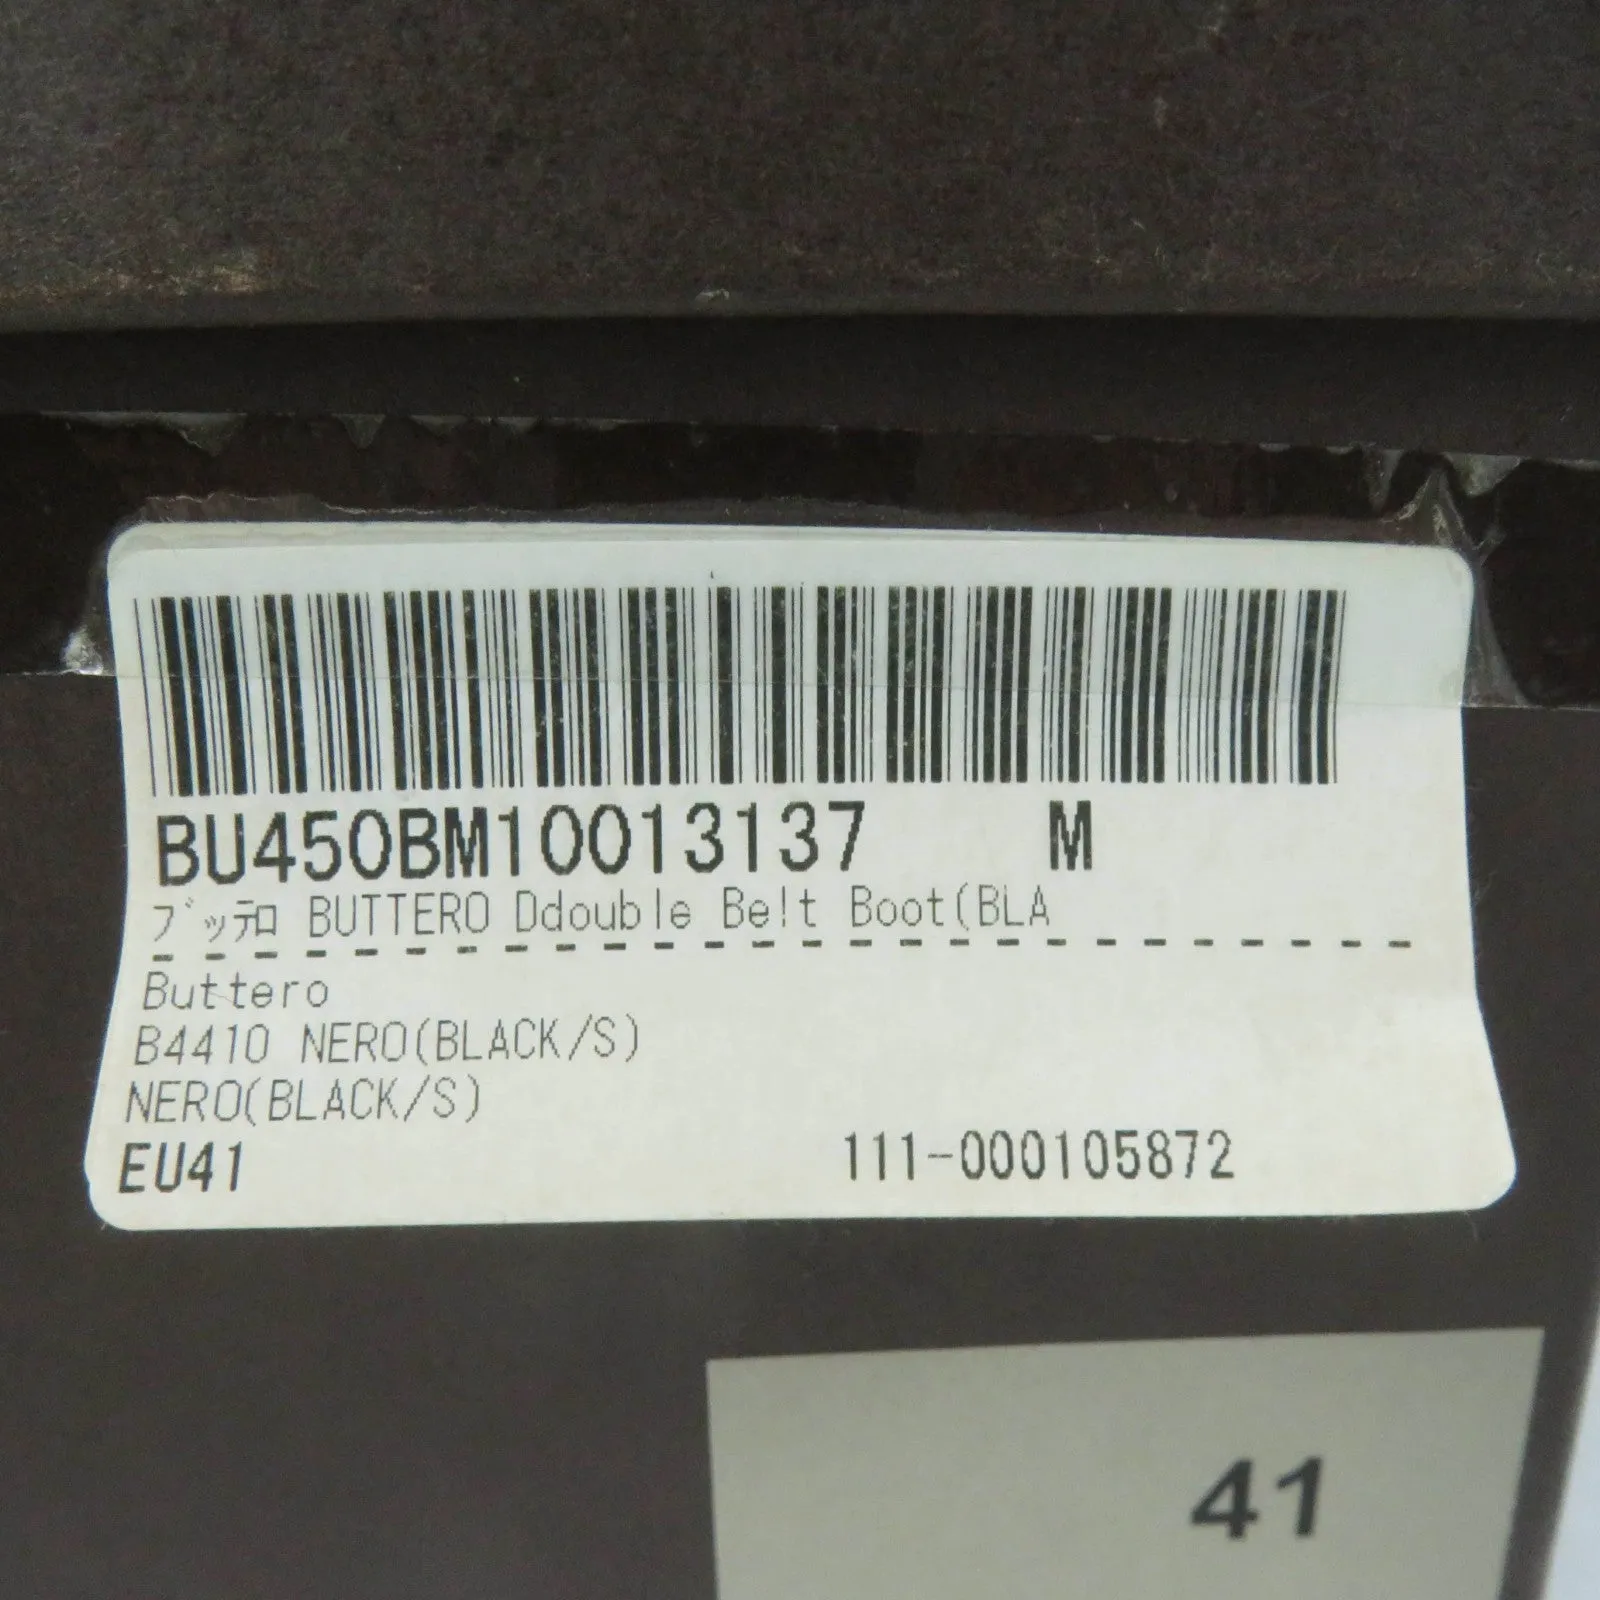 BU450BM10013137 M
ブッテロ BUTTERO Ddouble Belt Boot(BLA
Buttero
B4410 NERO(BLACK/S)
NERO(BLACK/S)
EU41 111-000105872
41